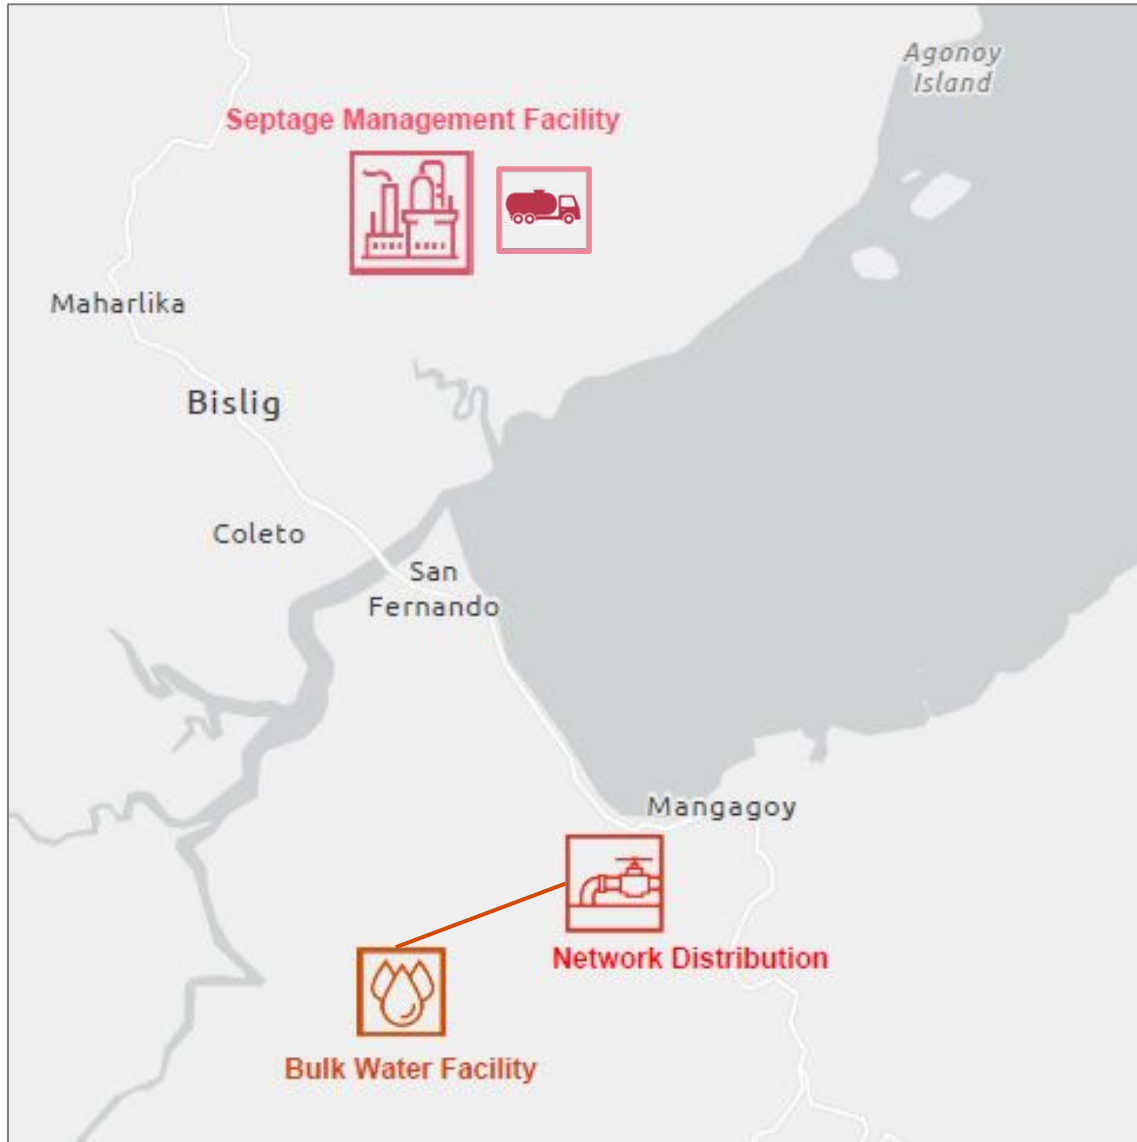 Agonoy
Island
Septage Management Facility
Maharlika
Bislig
Coleto
San
Fernando
Mangagoy
Network Distribution
Bulk Water Facility